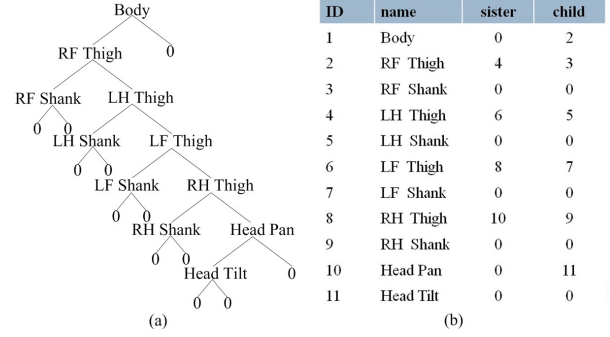 Body
RF Thigh 0
RF Shank LH Thigh
0 0
LH Shank LF Thigh
0 0
LF Shank RH Thigh
0 0
RH Shank Head Pan
0 0
Head Tilt 0
0 0
(a)
ID name sister child
1 Body 0 2
2 RF Thigh 4 3
3 RF Shank 0 0
4 LH Thigh 6 5
5 LH Shank 0 0
6 LF Thigh 8 7
7 LF Shank 0 0
8 RH Thigh 10 9
9 RH Shank 0 0
10 Head Pan 0 11
11 Head Tilt 0 0
(b)